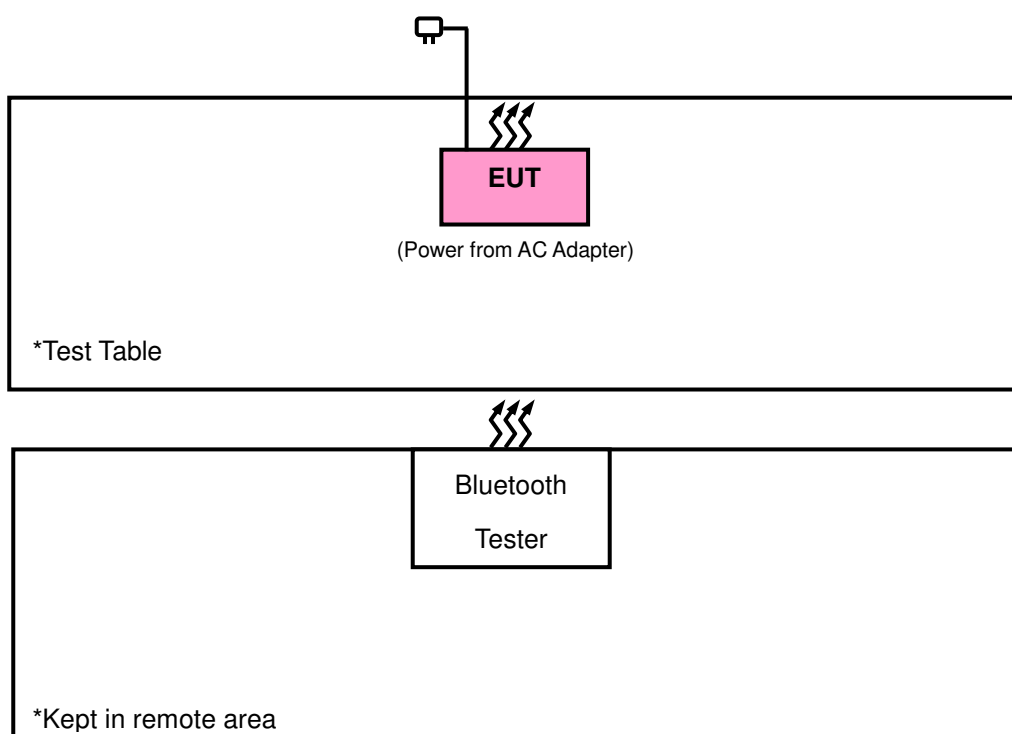 EUT
(Power from AC Adapter)
*Test Table
Bluetooth
Tester
*Kept in remote area